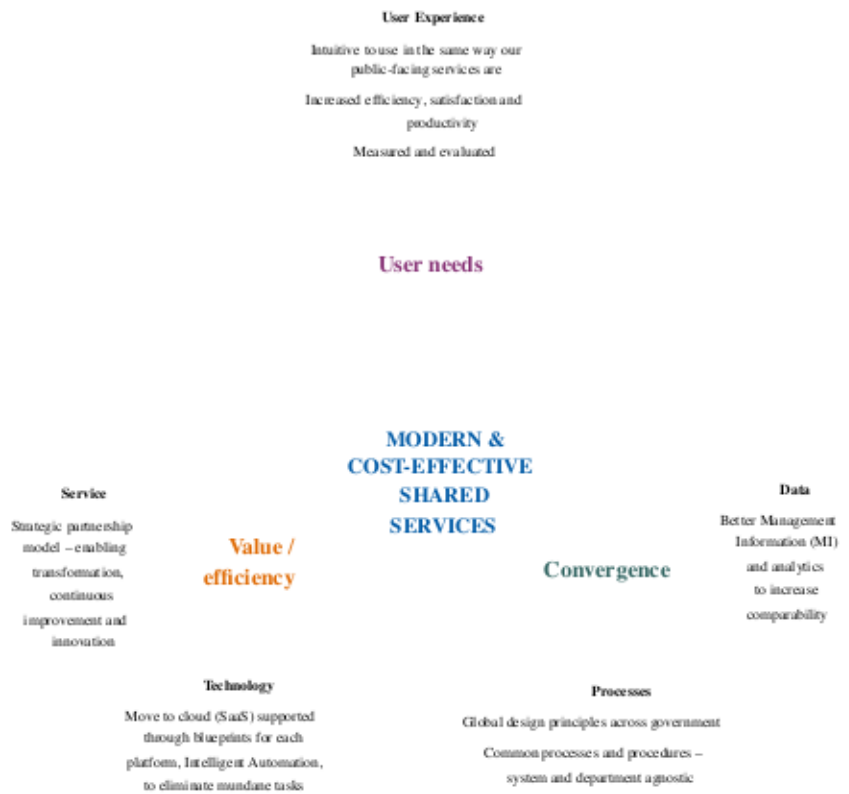 User Experience
Intuitive to use in the same way our
public-facing services are
Increased efficiency, satisfaction and
productivity
Measured and evaluated
User needs
MODERN &
COST-EFFECTIVE
SHARED
SERVICES
Service
Strategic partnership
model – enabling
transformation,
continuous
improvement and
innovation
Value /
efficiency
Convergence
Data
Better Management
Information (MI)
and analytics
to increase
comparability
Technology
Move to cloud (SaaS) supported
through blueprints for each
platform, Intelligent Automation,
to eliminate mundane tasks
Processes
Global design principles across government
Common processes and procedures –
system and department agnostic